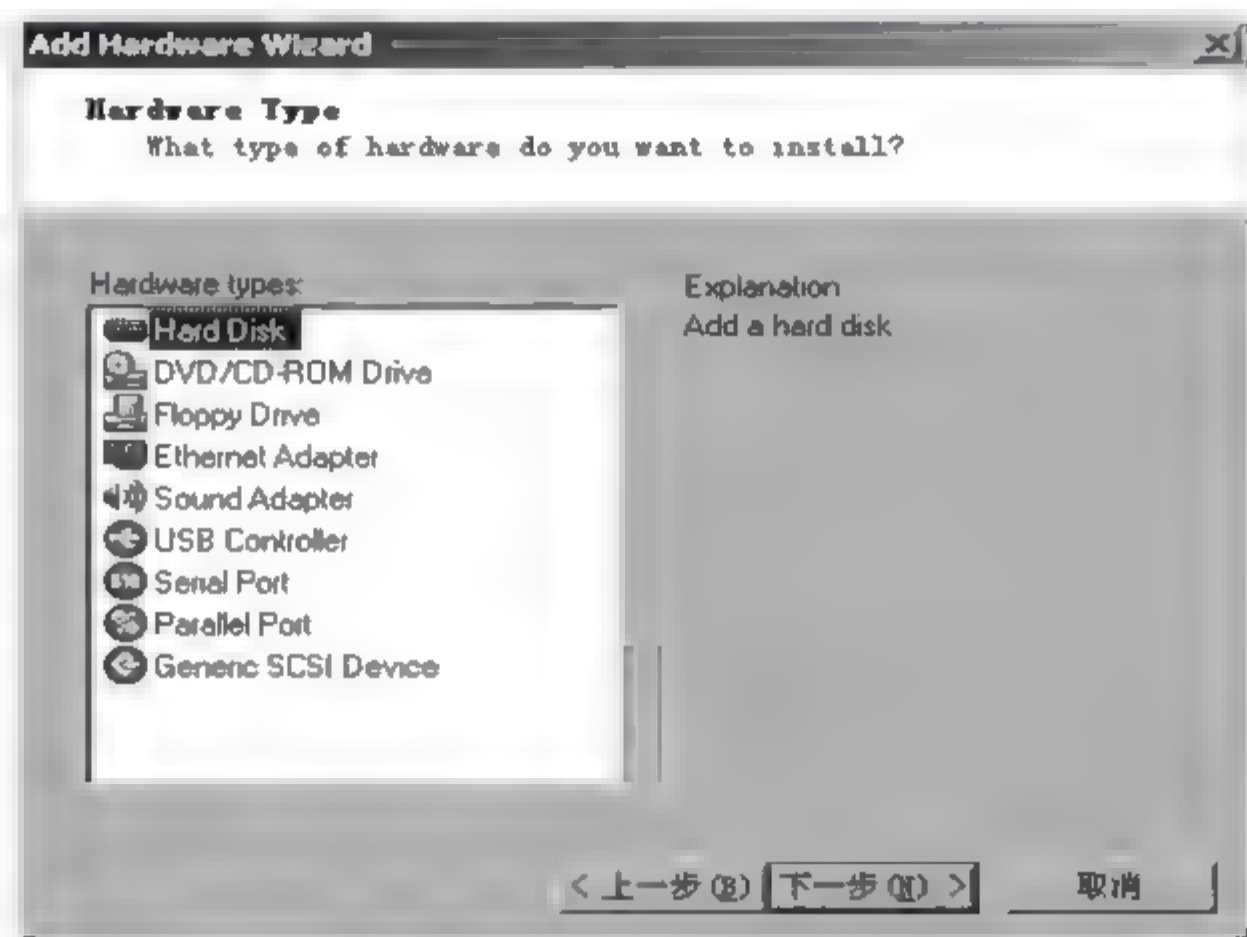 Add Hardware Wizard
Hardware Type
What type of hardware do you want to install?
Hardware types:
Hard Disk
DVD/CD-ROM Drive
Floppy Drive
Ethernet Adapter
Sound Adapter
USB Controller
Serial Port
Parallel Port
Generic SCSI Device
Explanation
Add a hard disk
< 上一步(B) 下一步(N) > 取消